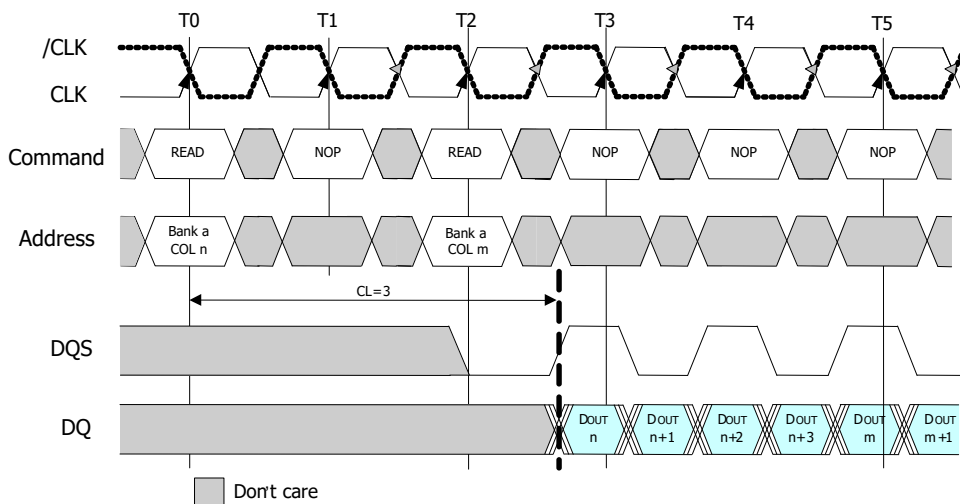 T0 T1 T2 T3 T4 T5
/CLK
CLK
Command READ NOP READ NOP NOP NOP
Address Bank a COL n Bank a COL m
CL=3
DQS
DQ DOUT n DOUT n+1 DOUT n+2 DOUT n+3 DOUT m DOUT m+1
Don't care